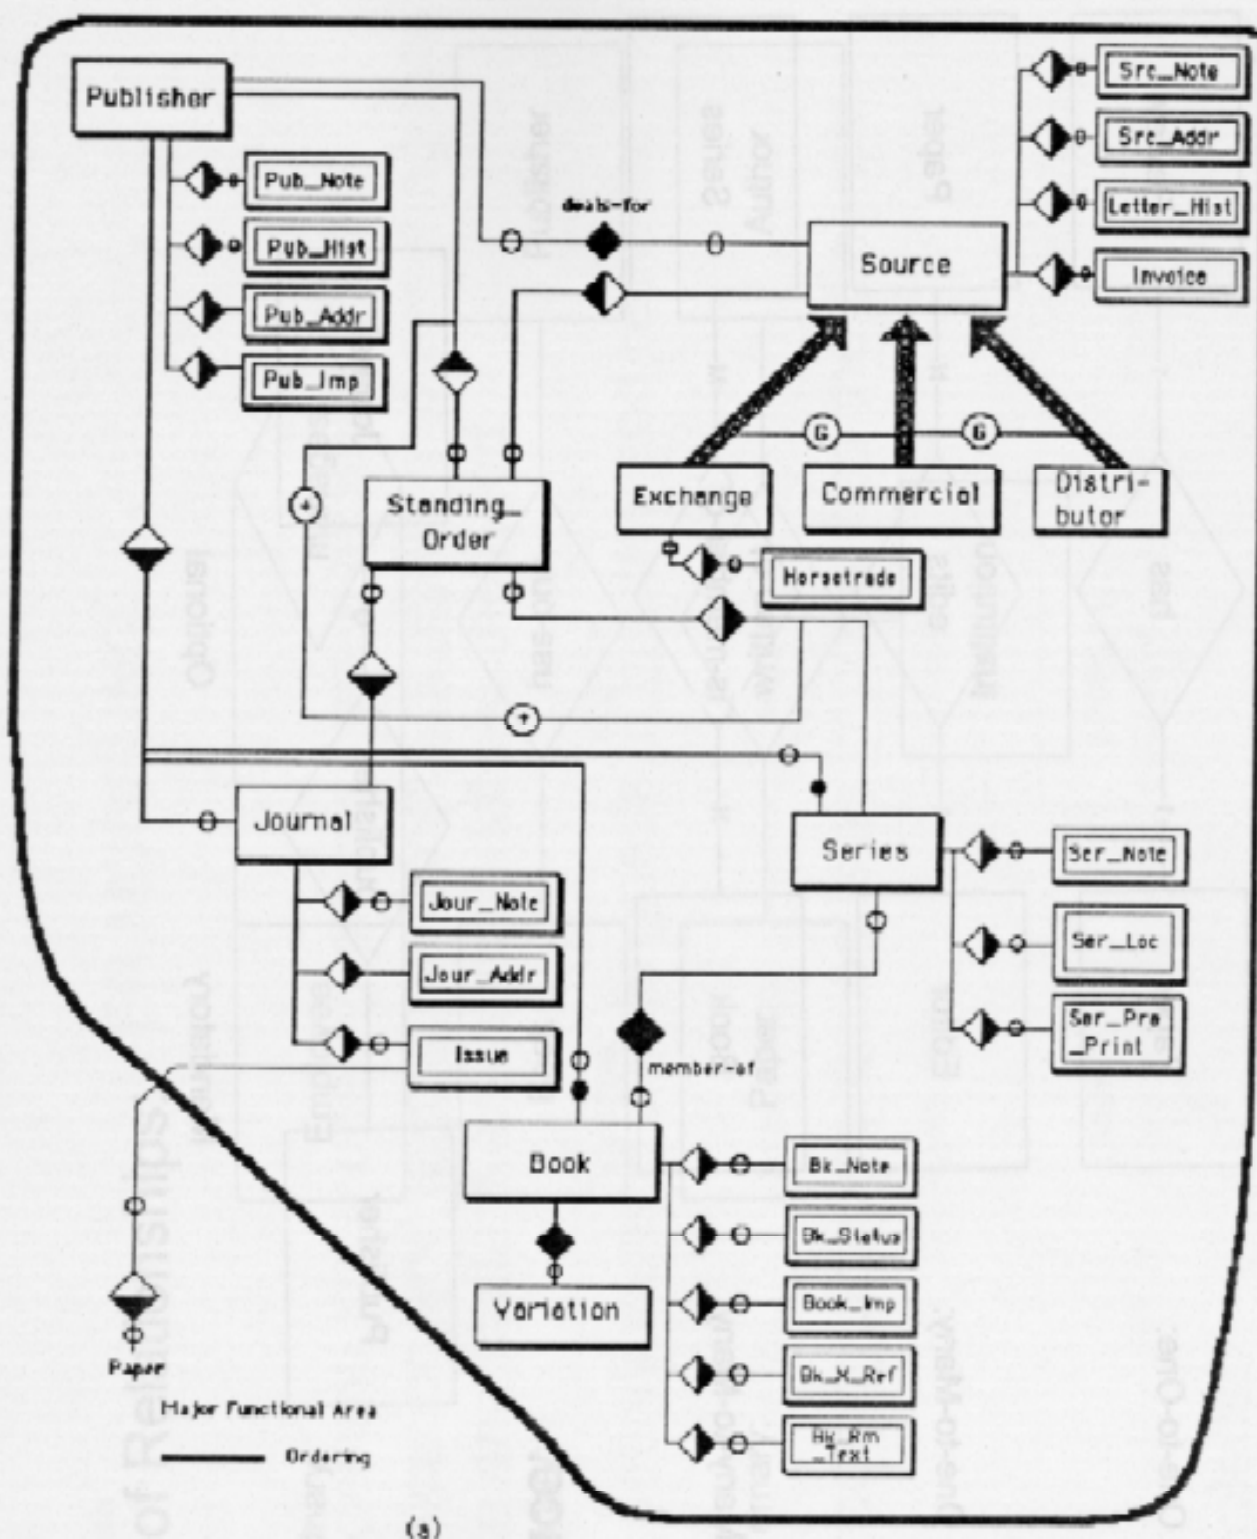 Publisher
Pub_Note
Pub_Hist
Pub_Addr
Pub_Imp
deals-for
Source
Src_Note
Src_Addr
Letter_Hist
Invoice
G
G
Exchange
Commercial
Distri-
butor
Horsetrade
Standing_
Order
+
+
Journal
Jour_Note
Jour_Addr
Issue
Series
Ser_Note
Ser_Loc
Ser_Pre
_Print
member-of
Book
Bk_Note
Bk_Status
Book_Imp
Bk_X_Ref
Bk_Rm
_Text
Variation
Paper
Major Functional Area
Ordering
(a)